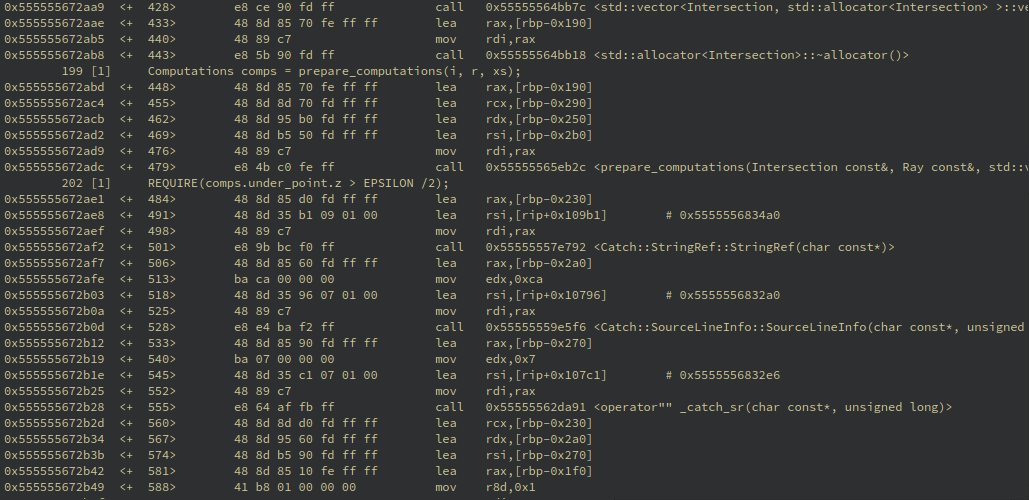 0x555555672aa9 <+ 428> e8 ce 90 fd ff call 0x55555564bb7c <std::vector<Intersection, std::allocator<Intersection> >::ve
0x555555672aae <+ 433> 48 8d 85 70 fe ff ff lea rax,[rbp-0x190]
0x555555672ab5 <+ 440> 48 89 c7 mov rdi,rax
0x555555672ab8 <+ 443> e8 5b 90 fd ff call 0x55555564bb18 <std::allocator<Intersection>::~allocator()>
199 [1] Computations comps = prepare_computations(i, r, xs);
0x555555672abd <+ 448> 48 8d 85 70 fe ff ff lea rax,[rbp-0x190]
0x555555672ac4 <+ 455> 48 8d 8d 70 fd ff ff lea rcx,[rbp-0x290]
0x555555672acb <+ 462> 48 8d 95 b0 fd ff ff lea rdx,[rbp-0x250]
0x555555672ad2 <+ 469> 48 8d b5 50 fd ff ff lea rsi,[rbp-0x2b0]
0x555555672ad9 <+ 476> 48 89 c7 mov rdi,rax
0x555555672adc <+ 479> e8 4b c0 fe ff call 0x55555565eb2c <prepare_computations(Intersection const&, Ray const&, std::v
202 [1] REQUIRE(comps.under_point.z > EPSILON /2);
0x555555672ae1 <+ 484> 48 8d 85 d0 fd ff ff lea rax,[rbp-0x230]
0x555555672ae8 <+ 491> 48 8d 35 b1 09 01 00 lea rsi,[rip+0x109b1] # 0x5555556834a0
0x555555672aef <+ 498> 48 89 c7 mov rdi,rax
0x555555672af2 <+ 501> e8 9b bc f0 ff call 0x55555557e792 <Catch::StringRef::StringRef(char const*)>
0x555555672af7 <+ 506> 48 8d 85 60 fd ff ff lea rax,[rbp-0x2a0]
0x555555672afe <+ 513> ba ca 00 00 00 mov edx,0xca
0x555555672b03 <+ 518> 48 8d 35 96 07 01 00 lea rsi,[rip+0x10796] # 0x5555556832a0
0x555555672b0a <+ 525> 48 89 c7 mov rdi,rax
0x555555672b0d <+ 528> e8 e4 ba f2 ff call 0x55555559e5f6 <Catch::SourceLineInfo::SourceLineInfo(char const*, unsigned
0x555555672b12 <+ 533> 48 8d 85 90 fd ff ff lea rax,[rbp-0x270]
0x555555672b19 <+ 540> ba 07 00 00 00 mov edx,0x7
0x555555672b1e <+ 545> 48 8d 35 c1 07 01 00 lea rsi,[rip+0x107c1] # 0x5555556832e6
0x555555672b25 <+ 552> 48 89 c7 mov rdi,rax
0x555555672b28 <+ 555> e8 64 af fb ff call 0x55555562da91 <operator"" _catch_sr(char const*, unsigned long)>
0x555555672b2d <+ 560> 48 8d 8d d0 fd ff ff lea rcx,[rbp-0x230]
0x555555672b34 <+ 567> 48 8d 95 60 fd ff ff lea rdx,[rbp-0x2a0]
0x555555672b3b <+ 574> 48 8d b5 90 fd ff ff lea rsi,[rbp-0x270]
0x555555672b42 <+ 581> 48 8d 85 10 fe ff ff lea rax,[rbp-0x1f0]
0x555555672b49 <+ 588> 41 b8 01 00 00 00 mov r8d,0x1